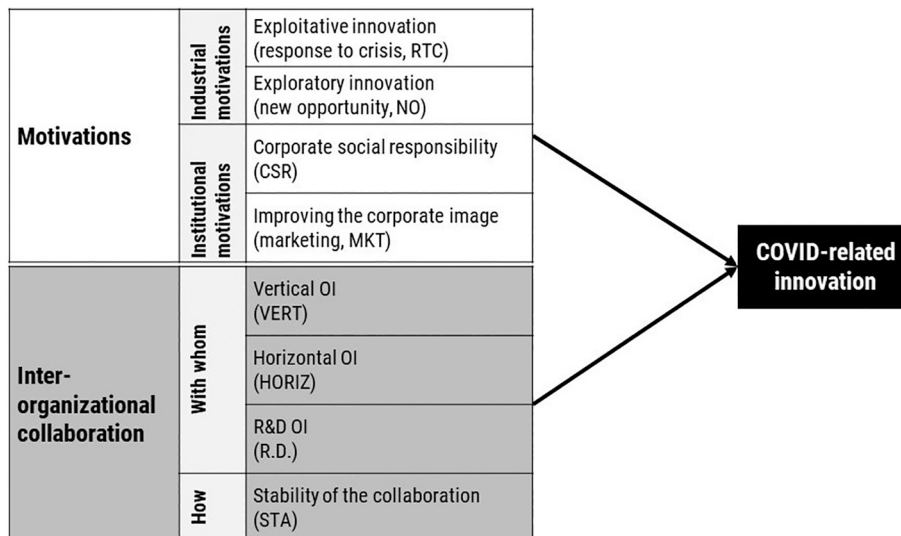 Motivations
Industrial
motivations
Exploitative innovation
(response to crisis, RTC)
Exploratory innovation
(new opportunity, NO)
Institutional
motivations
Corporate social responsibility
(CSR)
Improving the corporate image
(marketing, MKT)
Inter-
organizational
collaboration
With whom
Vertical OI
(VERT)
Horizontal OI
(HORIZ)
R&D OI
(R.D.)
How
Stability of the collaboration
(STA)
COVID-related
innovation